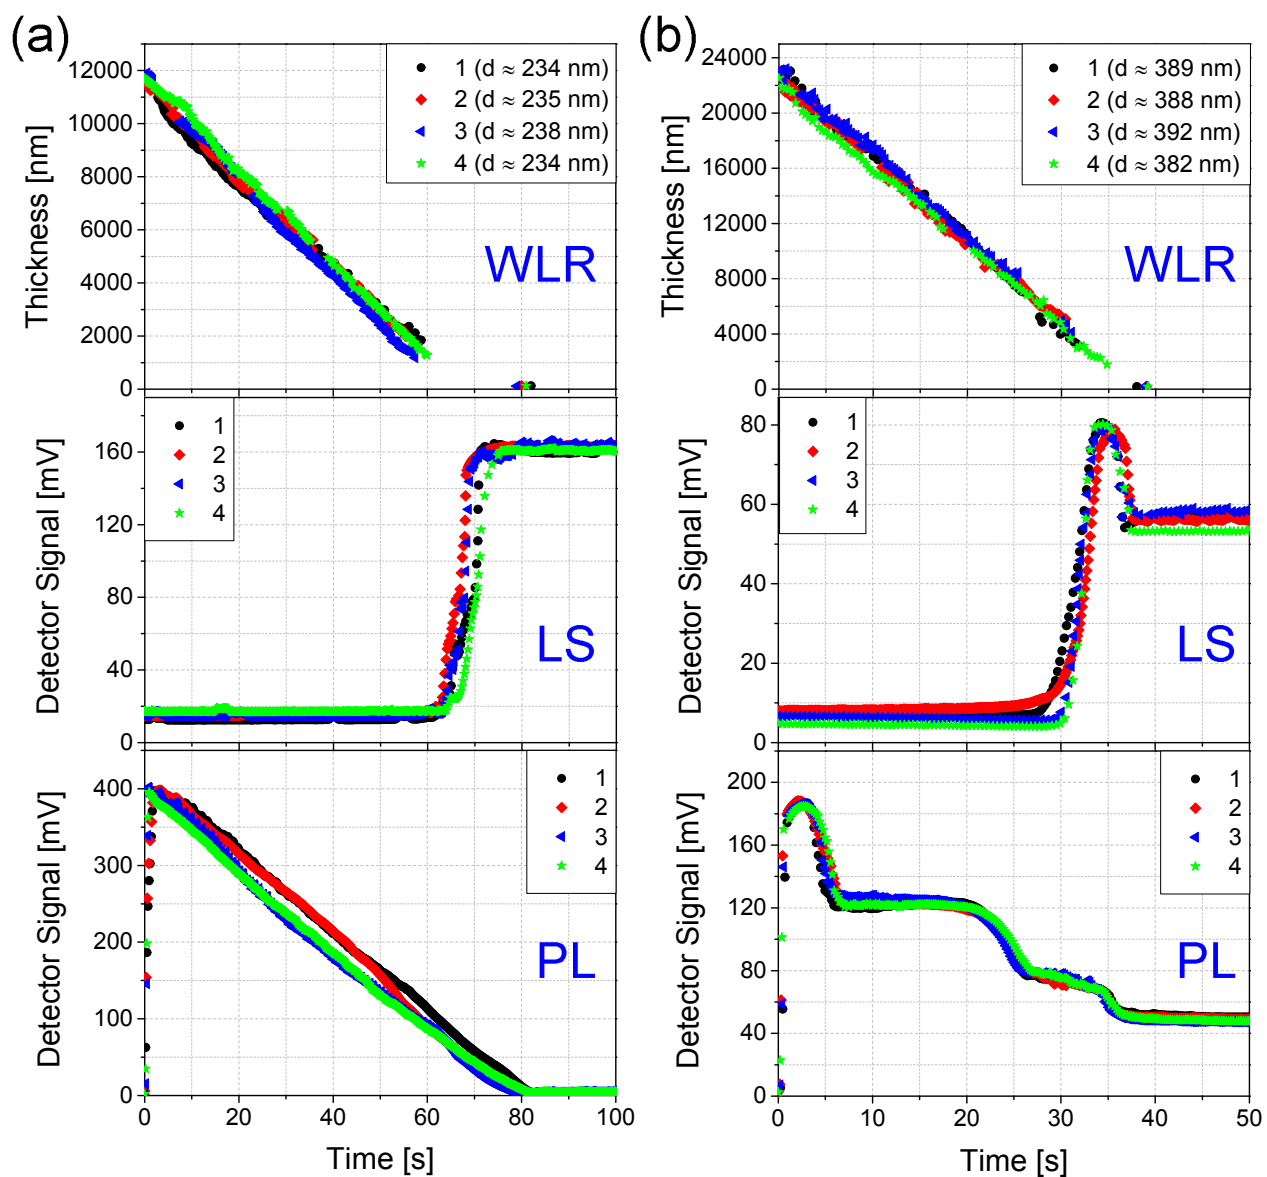 (a)
Thickness [nm]
12000
10000
8000
6000
4000
2000
0
1 (d ≈ 234 nm)
2 (d ≈ 235 nm)
3 (d ≈ 238 nm)
4 (d ≈ 234 nm)
WLR
Detector Signal [mV]
160
120
80
40
0
1
2
3
4
LS
Detector Signal [mV]
400
300
200
100
0
1
2
3
4
PL
0 20 40 60 80 100
Time [s]
(b)
Thickness [nm]
24000
20000
16000
12000
8000
4000
0
1 (d ≈ 389 nm)
2 (d ≈ 388 nm)
3 (d ≈ 392 nm)
4 (d ≈ 382 nm)
WLR
Detector Signal [mV]
80
60
40
20
0
1
2
3
4
LS
Detector Signal [mV]
200
160
120
80
40
0
1
2
3
4
PL
0 10 20 30 40 50
Time [s]